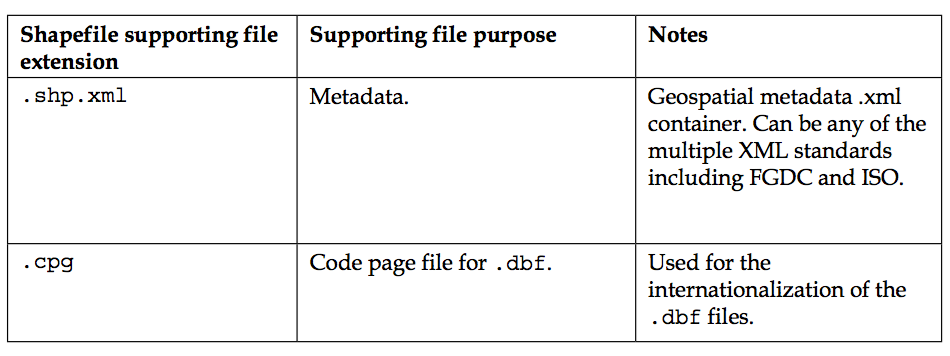 Shapefile supporting file
extension
Supporting file purpose
Notes
.shp.xml
Metadata.
Geospatial metadata .xml
container. Can be any of the
multiple XML standards
including FGDC and ISO.
.cpg
Code page file for .dbf.
Used for the
internationalization of the
.dbf files.